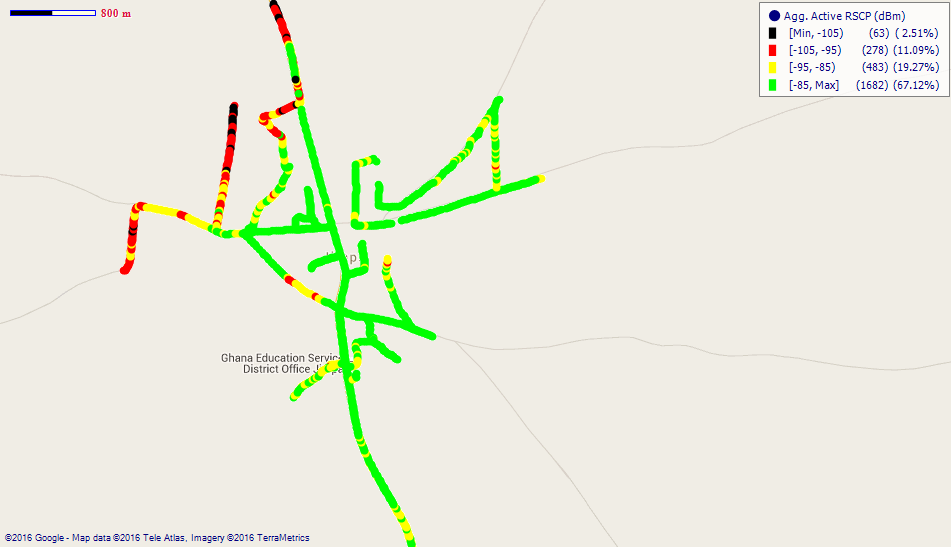 800 m
Agg. Active RSCP (dBm)
[Min, -105) (63) ( 2.51%)
[-105, -95) (278) (11.09%)
[-95, -85) (483) (19.27%)
[-85, Max] (1682) (67.12%)
Ghana Education
District Office
©2016 Google - Map data ©2016 Tele Atlas, Imagery ©2016 TerraMetrics